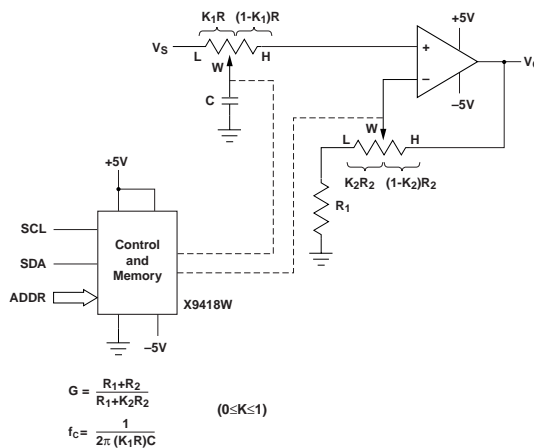 K1R (1-K1)R
+5V
VS
L
H
W
+
–
C
–5V
W
L
H
K2R2 (1-K2)R2
R1
+5V
SCL
SDA
ADDR
Control
and
Memory
X9418W
–5V
G = R1+R2 / R1+K2R2
(0≤K≤1)
fC = 1 / 2π (K1R)C